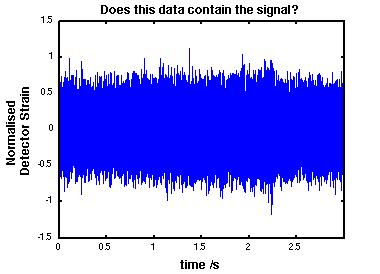 Does this data contain the signal?
1.5
1
0.5
0
-0.5
-1
-1.5
Normalised
Detector Strain
0 0.5 1 1.5 2 2.5
time /s